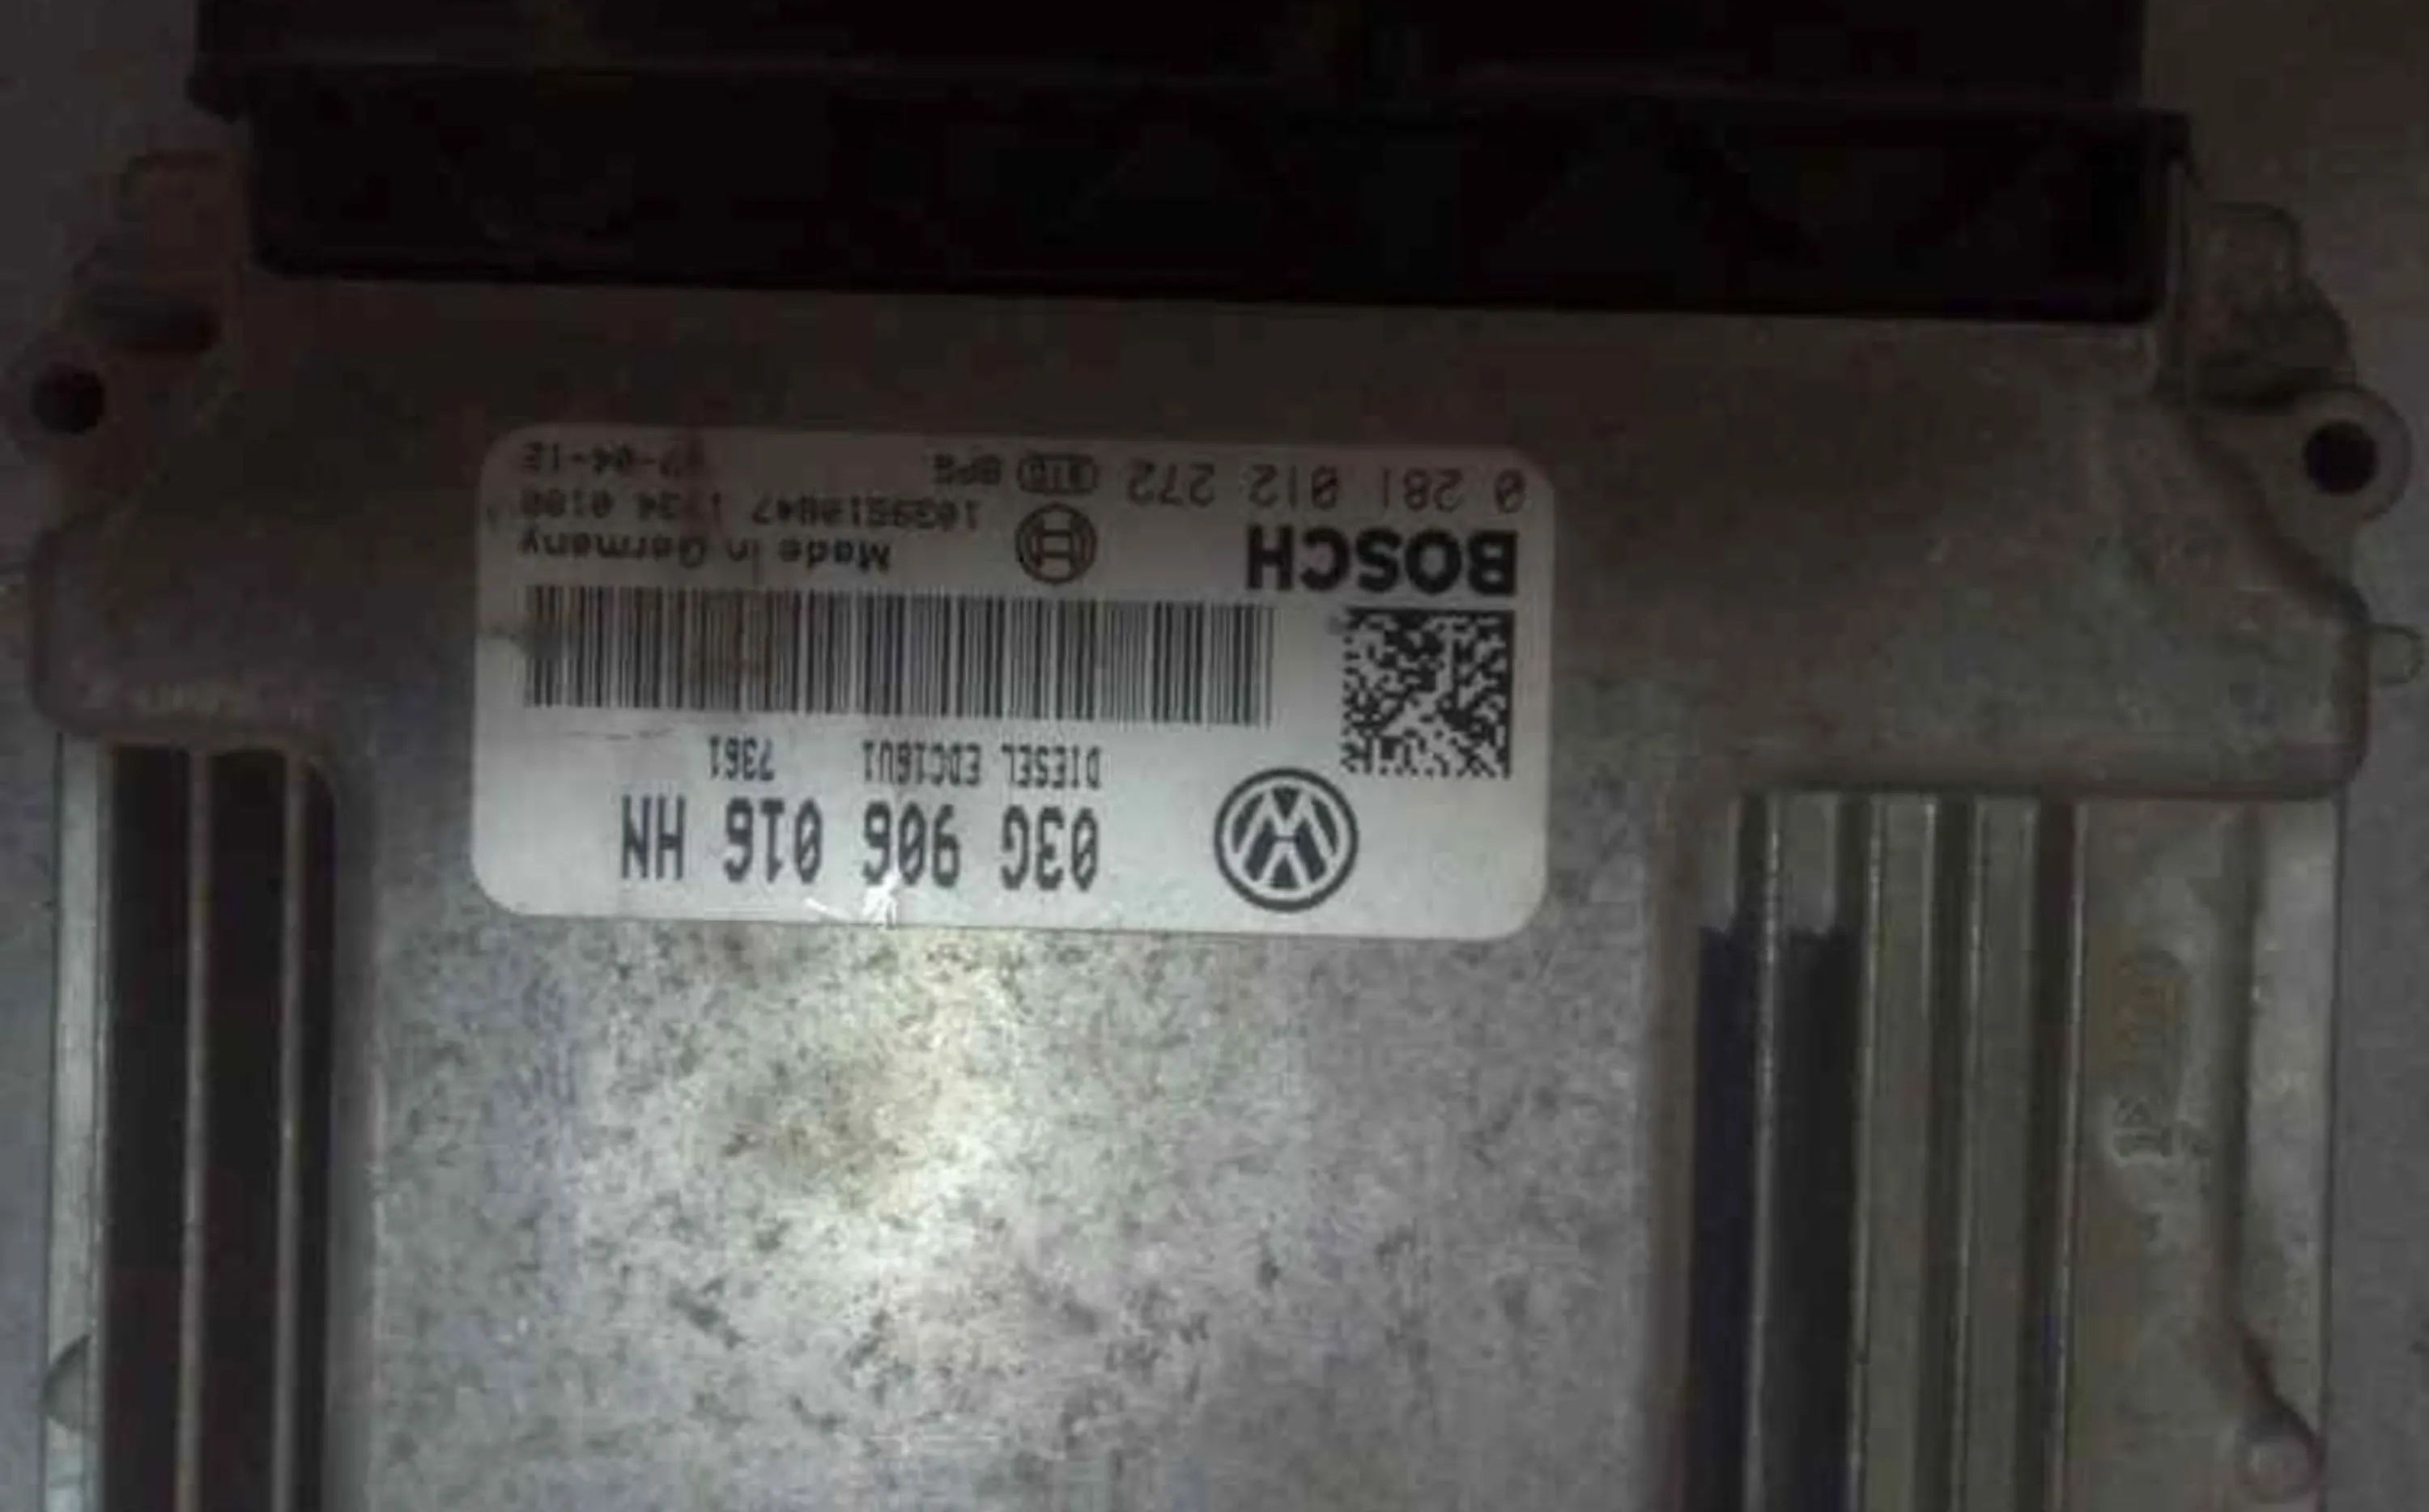 03G 906 016 HN
DIESEL EDC16U1 7361
BOSCH Made in Germany
0 281 012 272